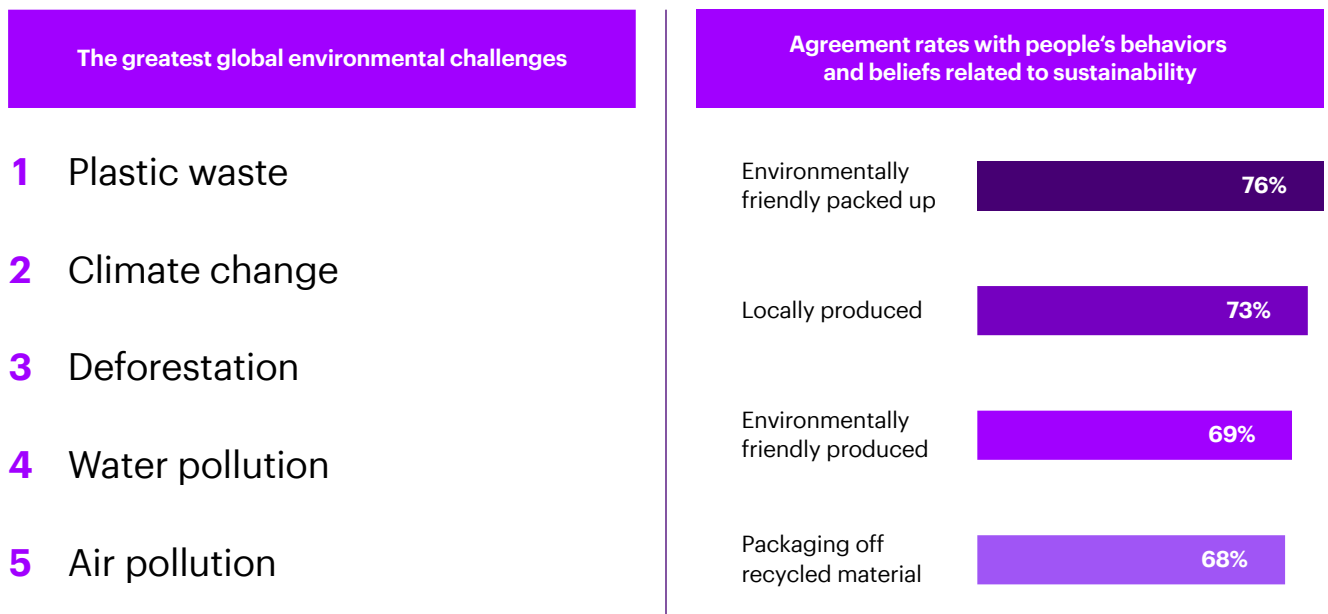 The greatest global environmental challenges
1 Plastic waste
2 Climate change
3 Deforestation
4 Water pollution
5 Air pollution
Agreement rates with people‘s behaviors
and beliefs related to sustainability
Environmentally
friendly packed up
76%
Locally produced
73%
Environmentally
friendly produced
69%
Packaging off
recycled material
68%